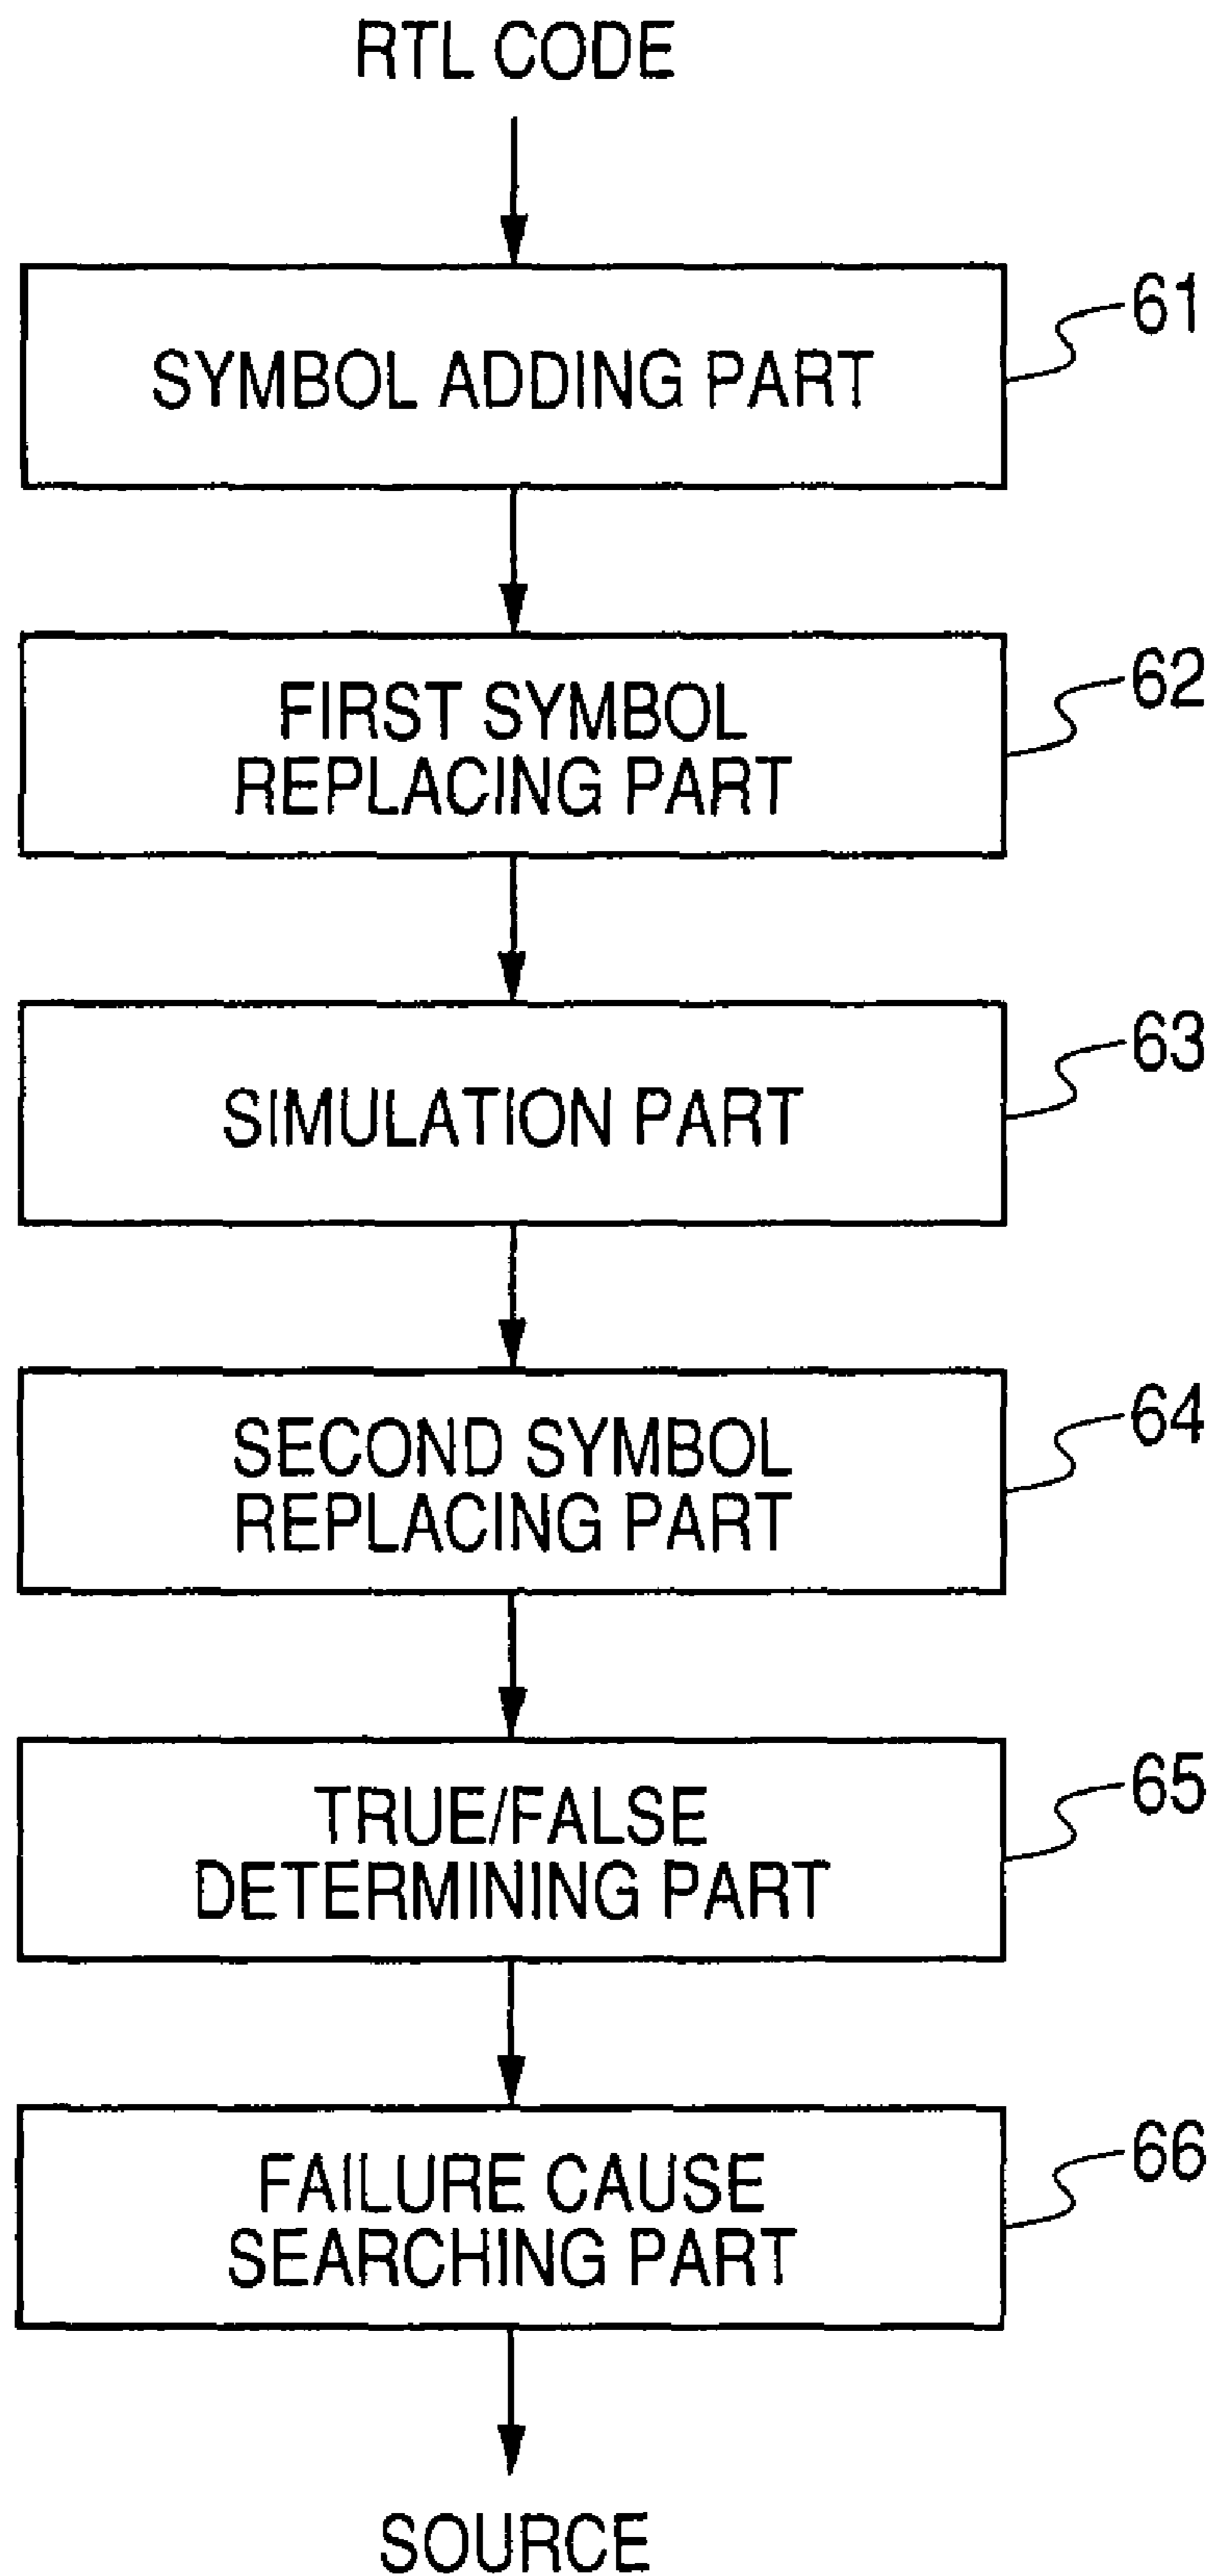 RTL CODE
61
SYMBOL ADDING PART
62
FIRST SYMBOL
REPLACING PART
63
SIMULATION PART
64
SECOND SYMBOL
REPLACING PART
65
TRUE/FALSE
DETERMINING PART
66
FAILURE CAUSE
SEARCHING PART
SOURCE